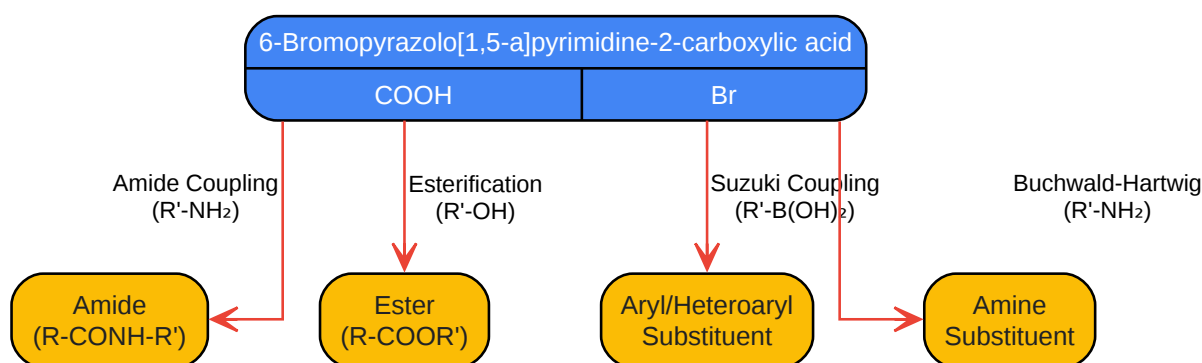 6-Bromopyrazolo[1,5-a]pyrimidine-2-carboxylic acid
COOH
Br
Amide Coupling
(R'-NH₂)
Esterification
(R'-OH)
Suzuki Coupling
(R'-B(OH)₂)
Buchwald-Hartwig
(R'-NH₂)
Amide
(R-CONH-R')
Ester
(R-COOR')
Aryl/Heteroaryl
Substituent
Amine
Substituent